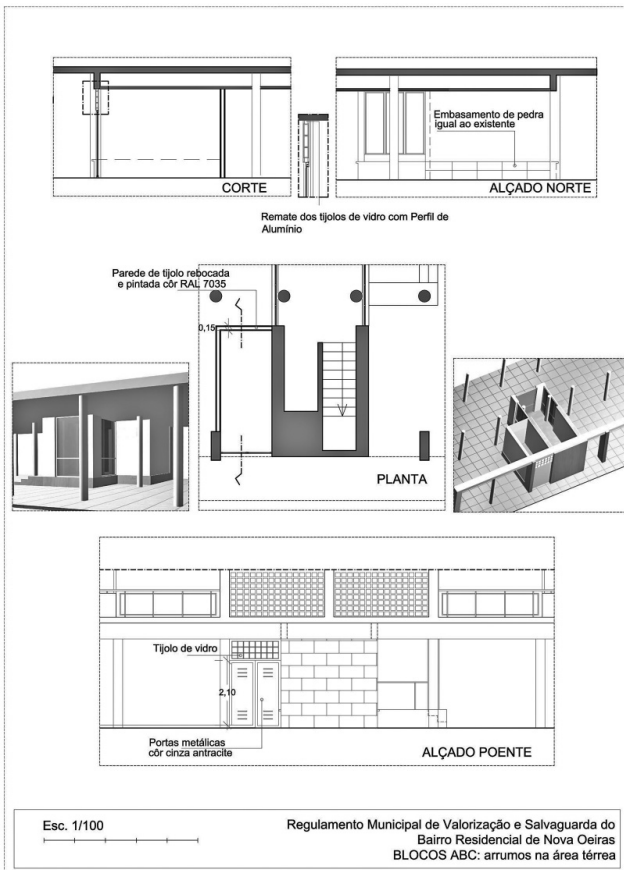 Embasamento de pedra
igual ao existente
CORTE
ALÇADO NORTE
Remate dos tijolos de vidro com Perfil de
Alumínio
Parede de tijolo rebocada
e pintada côr RAL 7035
0,15
PLANTA
Tijolo de vidro
2,10
Portas metálicas
côr cinza antracite
ALÇADO POENTE
Esc. 1/100
Regulamento Municipal de Valorização e Salvaguarda do
Bairro Residencial de Nova Oeiras
BLOCOS ABC: arrumos na área térrea